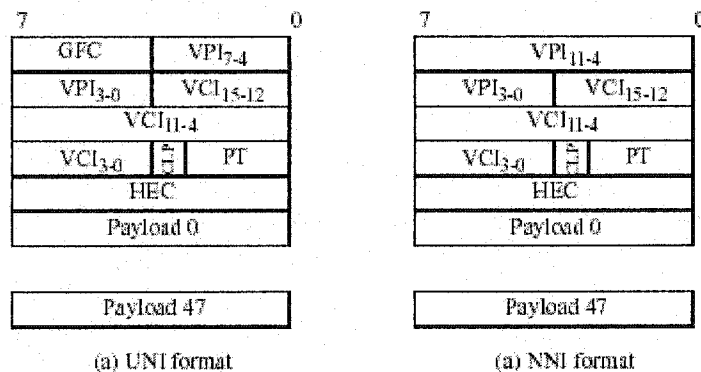 7 0
GFC VPI7-4
VPI3-0 VCI15-12
VCI11-4
VCI3-0 CLP PT
HEC
Payload 0
Payload 47
(a) UNI format
7 0
VPI11-4
VPI3-0 VCI15-12
VCI11-4
VCI3-0 CLP PT
HEC
Payload 0
Payload 47
(a) NNI format